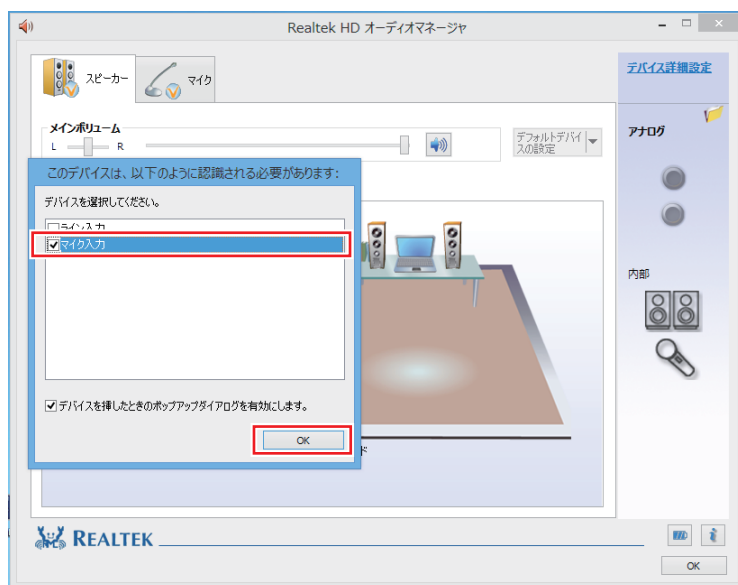 Realtek HD オーディオマネージャ
スピーカー
マイク
デバイス詳細設定
メインボリューム
L
R
デフォルトデバイ
スの設定
アナログ
このデバイスは、以下のように認識される必要があります:
デバイスを選択してください。
ライン入力
マイク入力
内部
デバイスを挿したときのポップアップダイアログを有効にします。
OK
ド
REALTEK
OK